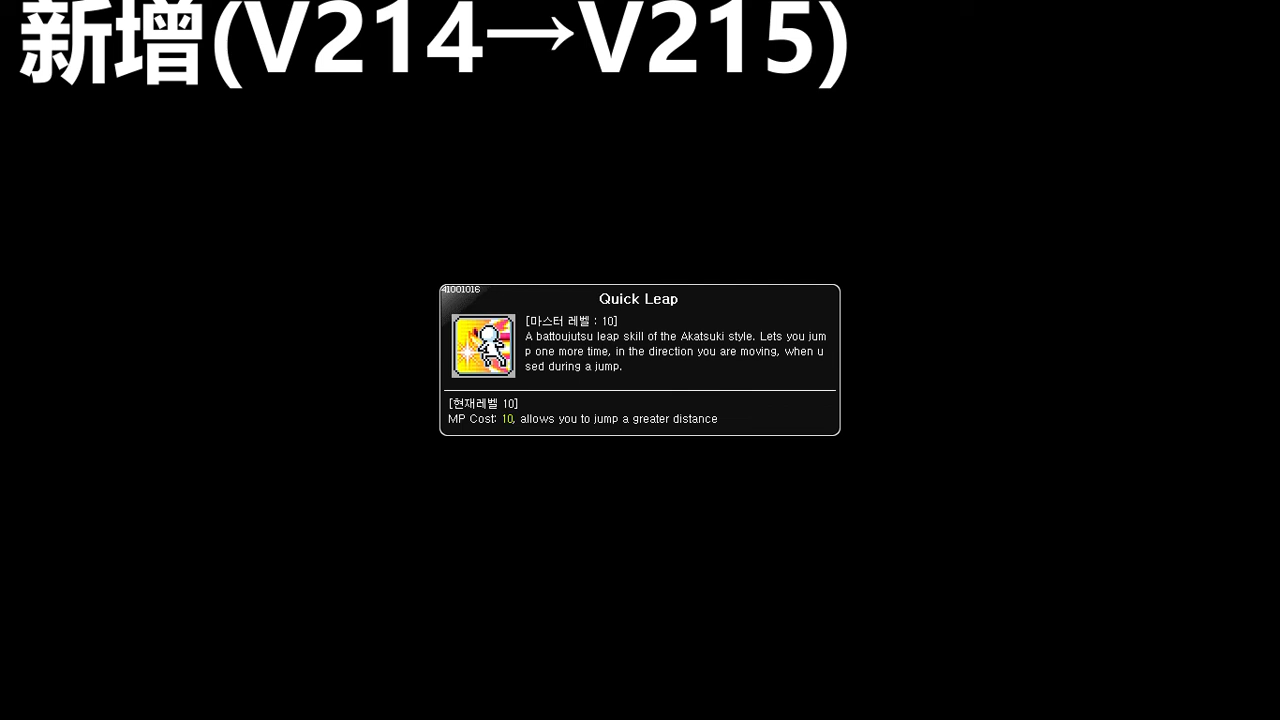 新增(V214→V215)
41001016
Quick Leap
[마스터 레벨 : 10]
A battoujutsu leap skill of the Akatsuki style. Lets you jum
p one more time, in the direction you are moving, when u
sed during a jump.
[현재레벨 10]
MP Cost: 10, allows you to jump a greater distance